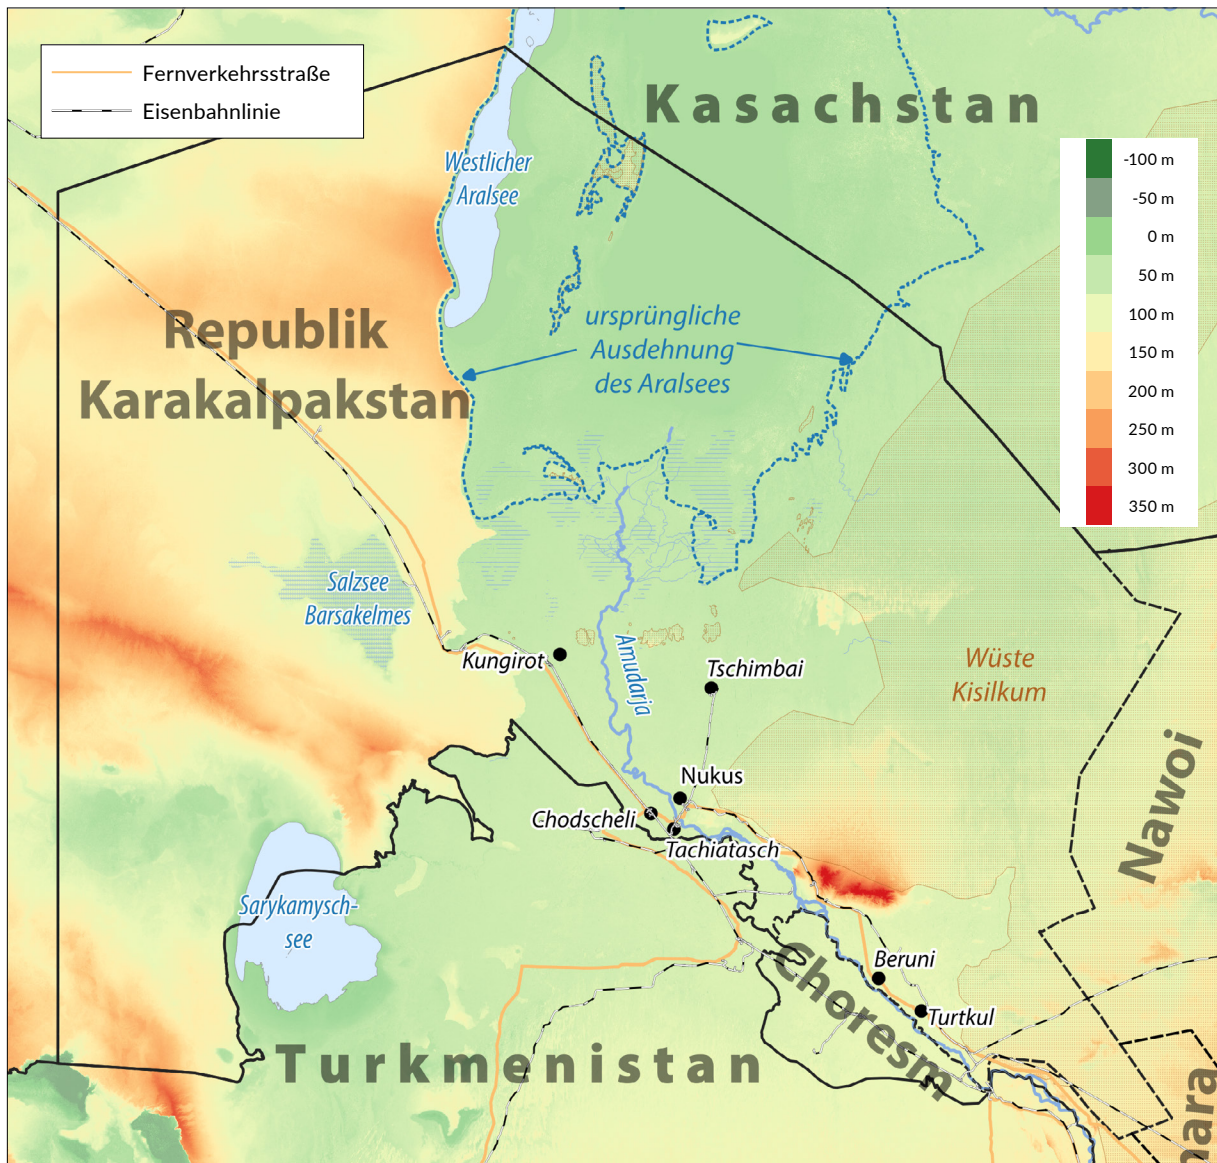 Fernverkehrsstraße
Eisenbahnlinie
Kasachstan
-100 m
-50 m
0 m
50 m
100 m
150 m
200 m
250 m
300 m
350 m
Westlicher
Aralsee
Republik
Karakalpakstan
ursprüngliche
Ausdehnung
des Aralsees
Salzsee
Barsakelmes
Kungirot
Amudarja
Tschimbai
Wüste
Kisilkum
Nukus
Chodscheli
Tachiatasch
Nawoi
Sarykamysch-
see
Beruni
Turtkul
Choresm
Turkmenistan
hara